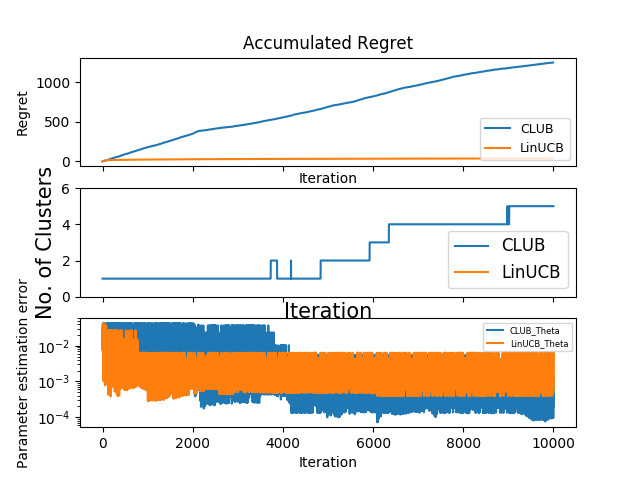 Accumulated Regret
Regret
1000
500
0
CLUB
LinUCB
Iteration
No. of Clusters
6
4
2
0
CLUB
LinUCB
Iteration
Parameter estimation error
10⁻²
10⁻³
10⁻⁴
CLUB_Theta
LinUCB_Theta
0 2000 4000 6000 8000 10000
Iteration